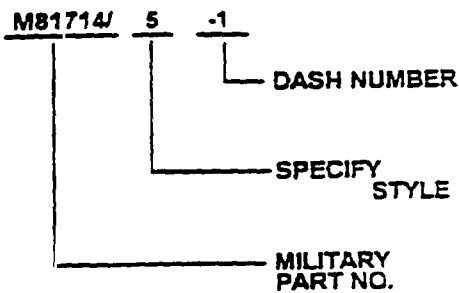 M81714/ 5 -1
DASH NUMBER
SPECIFY
STYLE
MILITARY
PART NO.